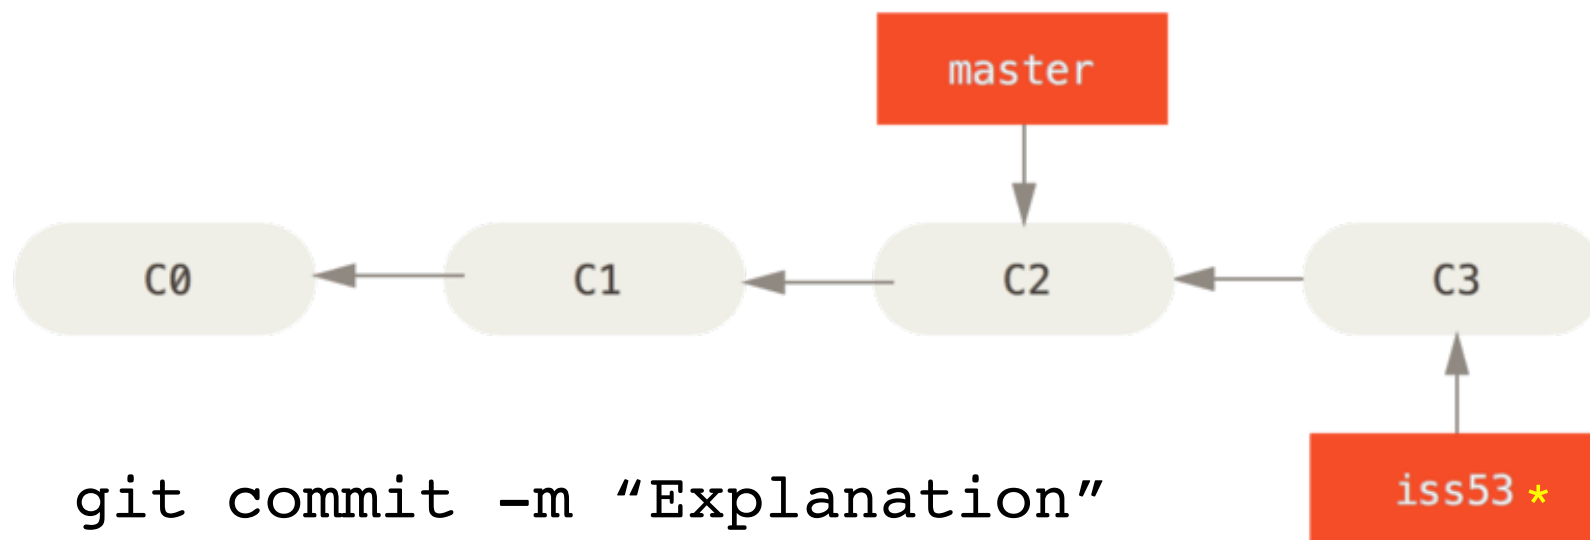 master
C0 C1 C2 C3
git commit -m “Explanation”
iss53 *